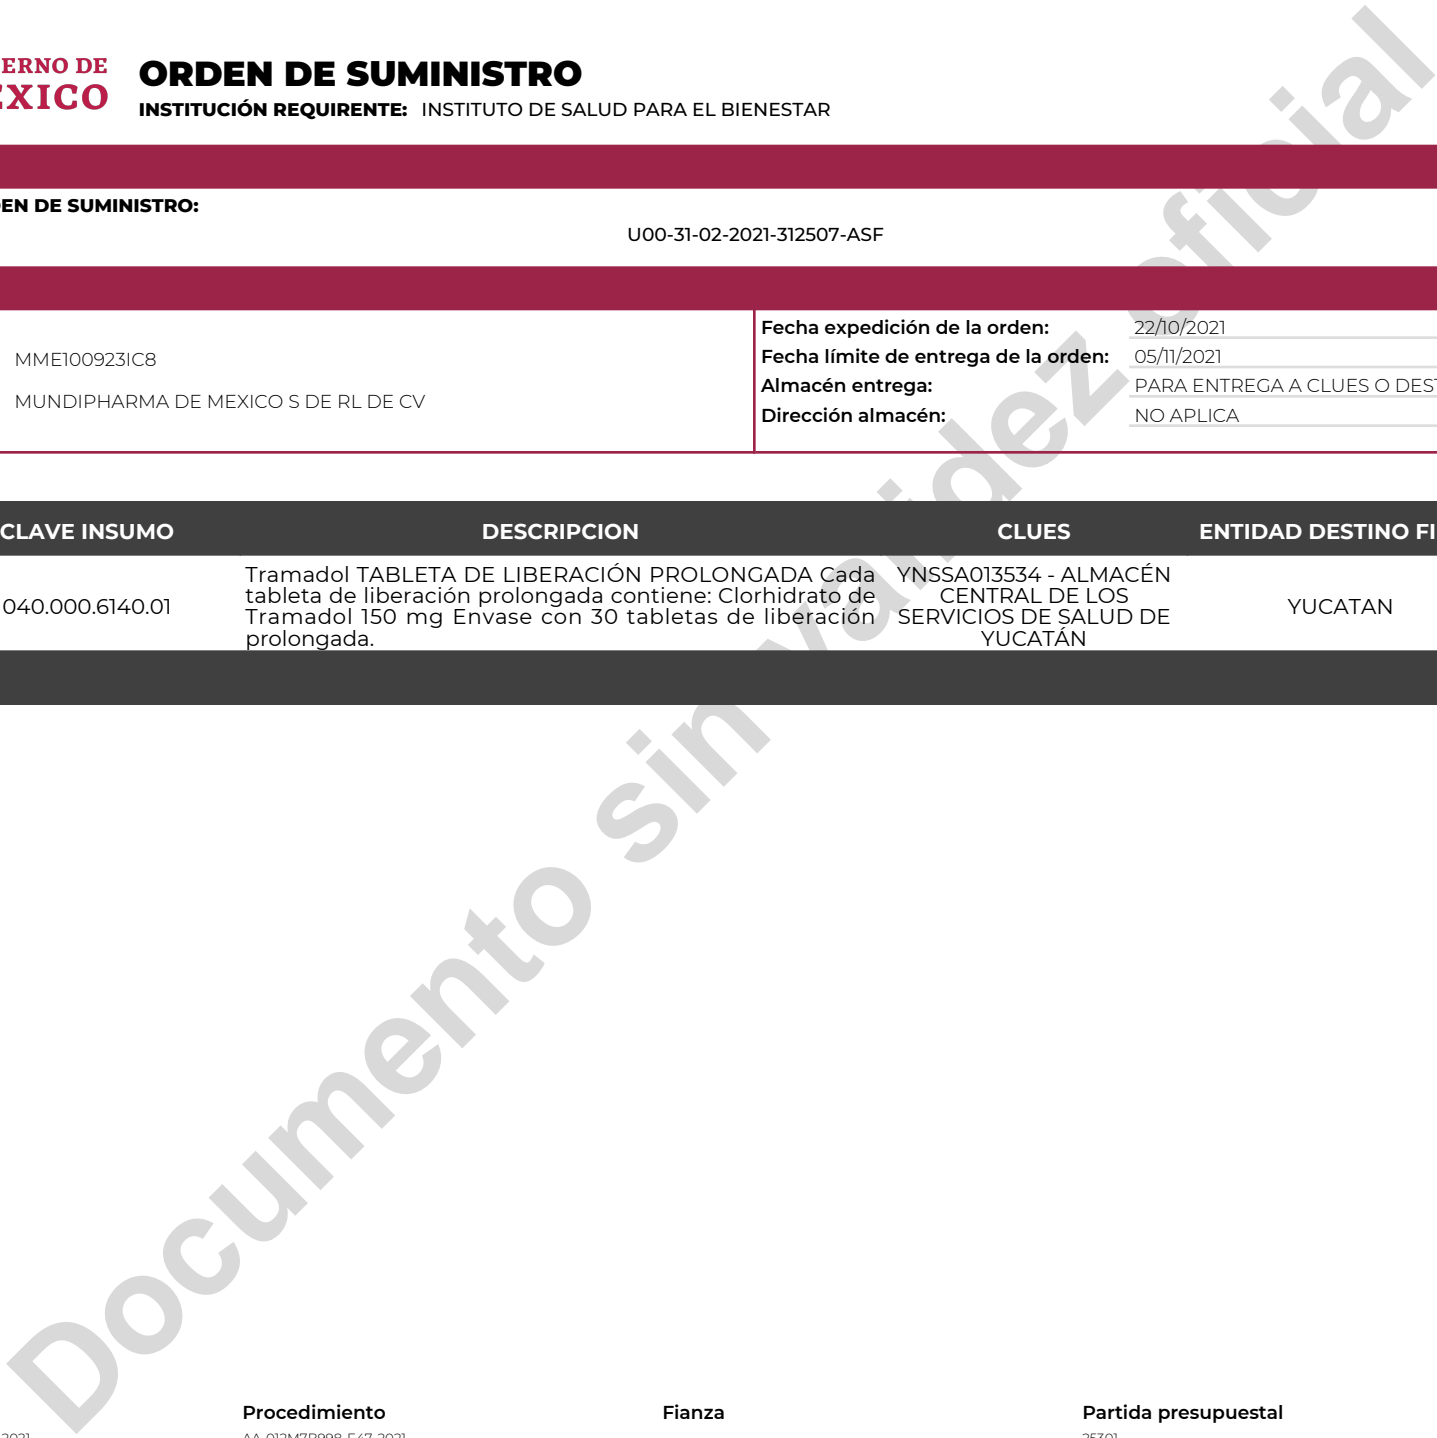 ERNO DE
EXICO
ORDEN DE SUMINISTRO
INSTITUCIÓN REQUIRENTE: INSTITUTO DE SALUD PARA EL BIENESTAR
EN DE SUMINISTRO:
U00-31-02-2021-312507-ASF
MME100923IC8
MUNDIPHARMA DE MEXICO S DE RL DE CV
Fecha expedición de la orden: 22/10/2021
Fecha límite de entrega de la orden: 05/11/2021
Almacén entrega: PARA ENTREGA A CLUES O DEST
Dirección almacén: NO APLICA
CLAVE INSUMO DESCRIPCION CLUES ENTIDAD DESTINO FI
040.000.6140.01
Tramadol TABLETA DE LIBERACIÓN PROLONGADA Cada
tableta de liberación prolongada contiene: Clorhidrato de
Tramadol 150 mg Envase con 30 tabletas de liberación
prolongada.
YNSSA013534 - ALMACÉN
CENTRAL DE LOS
SERVICIOS DE SALUD DE
YUCATÁN
YUCATAN
Documento sin validez oficial
Procedimiento Fianza Partida presupuestal